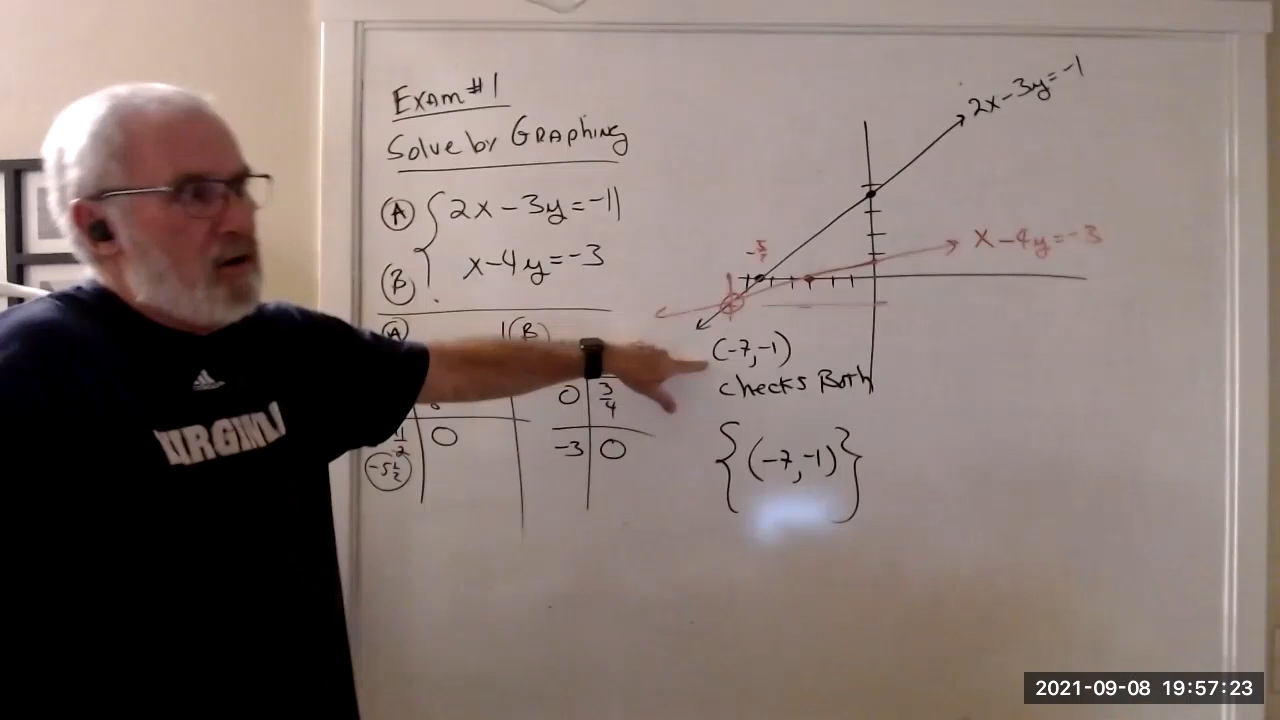 Exam #1
Solve by Graphing
A 2x - 3y = -11
B x - 4y = -3
A
B
0 3/4
-3 0
0
-5 1/2
2x - 3y = -1
x - 4y = -3
(-7, -1)
checks Both
{(-7, -1)}
VIRGINIA
2021-09-08 19:57:23